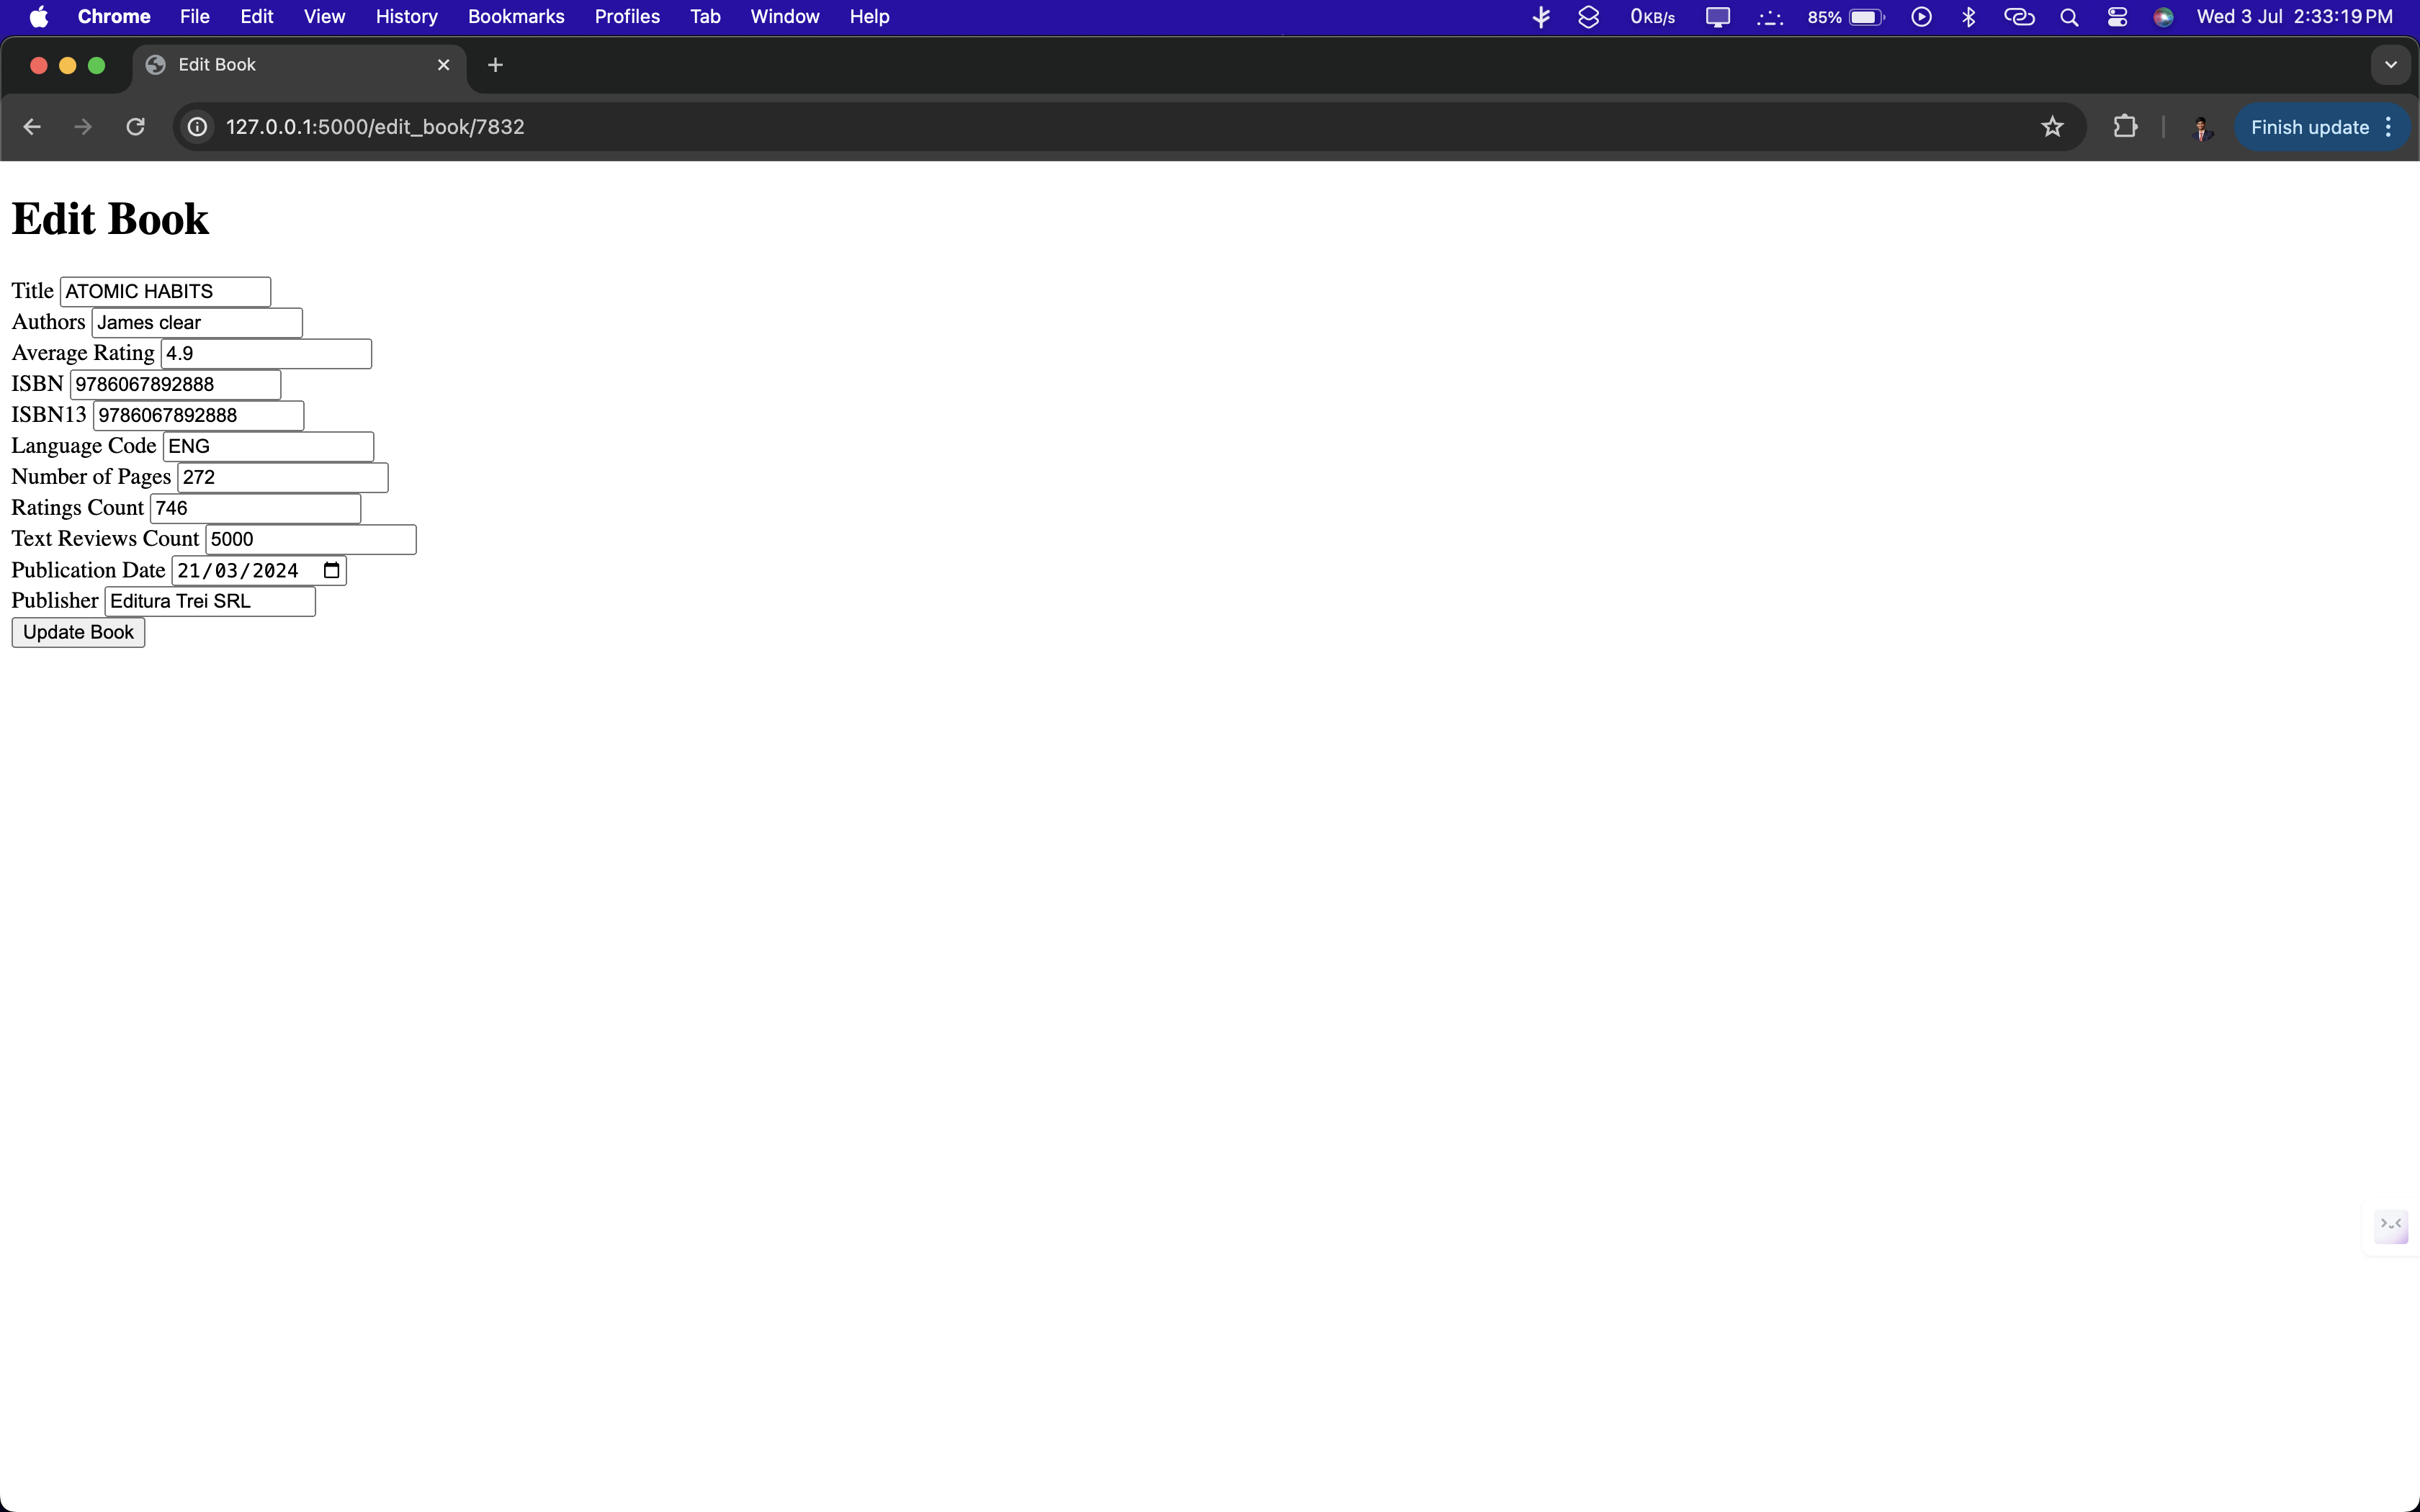 Chrome File Edit View History Bookmarks Profiles Tab Window Help 0KB/s 85% Wed 3 Jul 2:33:19 PM
Edit Book
127.0.0.1:5000/edit_book/7832 Finish update
Edit Book
Title ATOMIC HABITS
Authors James clear
Average Rating 4.9
ISBN 9786067892888
ISBN13 9786067892888
Language Code ENG
Number of Pages 272
Ratings Count 746
Text Reviews Count 5000
Publication Date 21/03/2024
Publisher Editura Trei SRL
Update Book